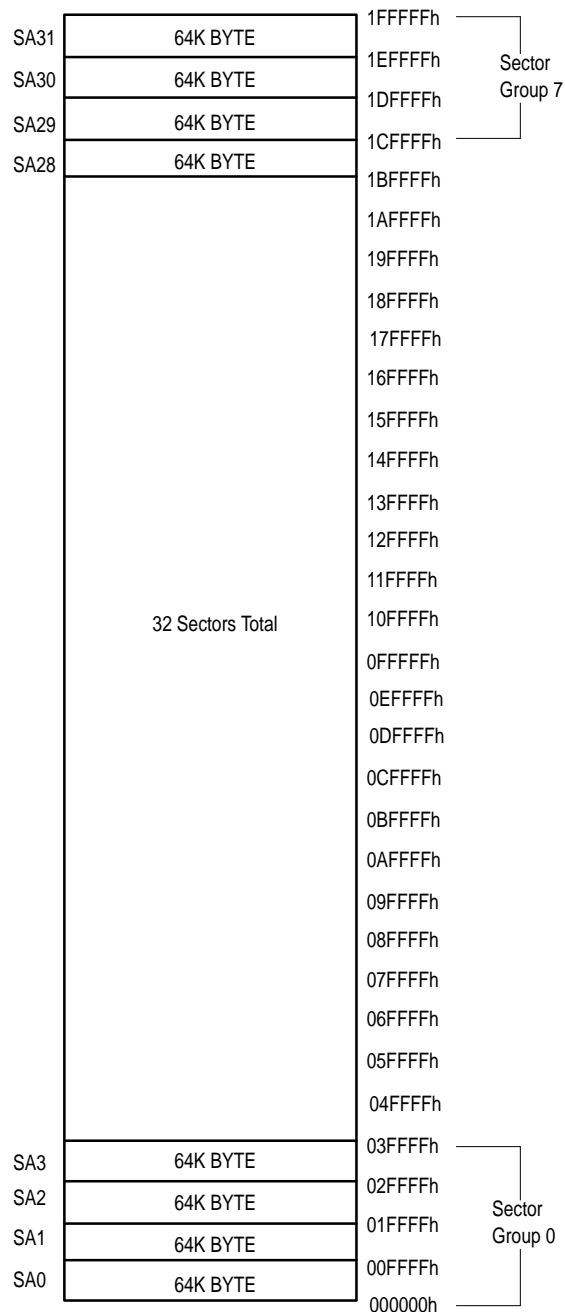 1FFFFFh
SA31 64K BYTE
1EFFFFh
Sector
SA30 64K BYTE
Group 7
1DFFFFh
SA29 64K BYTE
1CFFFFh
SA28 64K BYTE
1BFFFFh
1AFFFFh
19FFFFh
18FFFFh
17FFFFh
16FFFFh
15FFFFh
14FFFFh
13FFFFh
12FFFFh
11FFFFh
32 Sectors Total 10FFFFh
0FFFFFh
0EFFFFh
0DFFFFh
0CFFFFh
0BFFFFh
0AFFFFh
09FFFFh
08FFFFh
07FFFFh
06FFFFh
05FFFFh
04FFFFh
03FFFFh
SA3 64K BYTE
02FFFFh
SA2 64K BYTE
Sector
01FFFFh
Group 0
SA1 64K BYTE
00FFFFh
SA0 64K BYTE
000000h